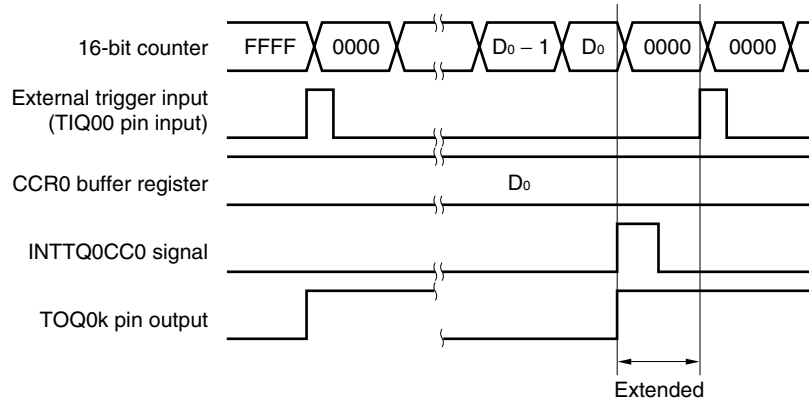 16-bit counter
FFFF 0000 D0 − 1 D0 0000 0000
External trigger input
(TIQ00 pin input)
CCR0 buffer register
D0
INTTQ0CC0 signal
TOQ0k pin output
Extended